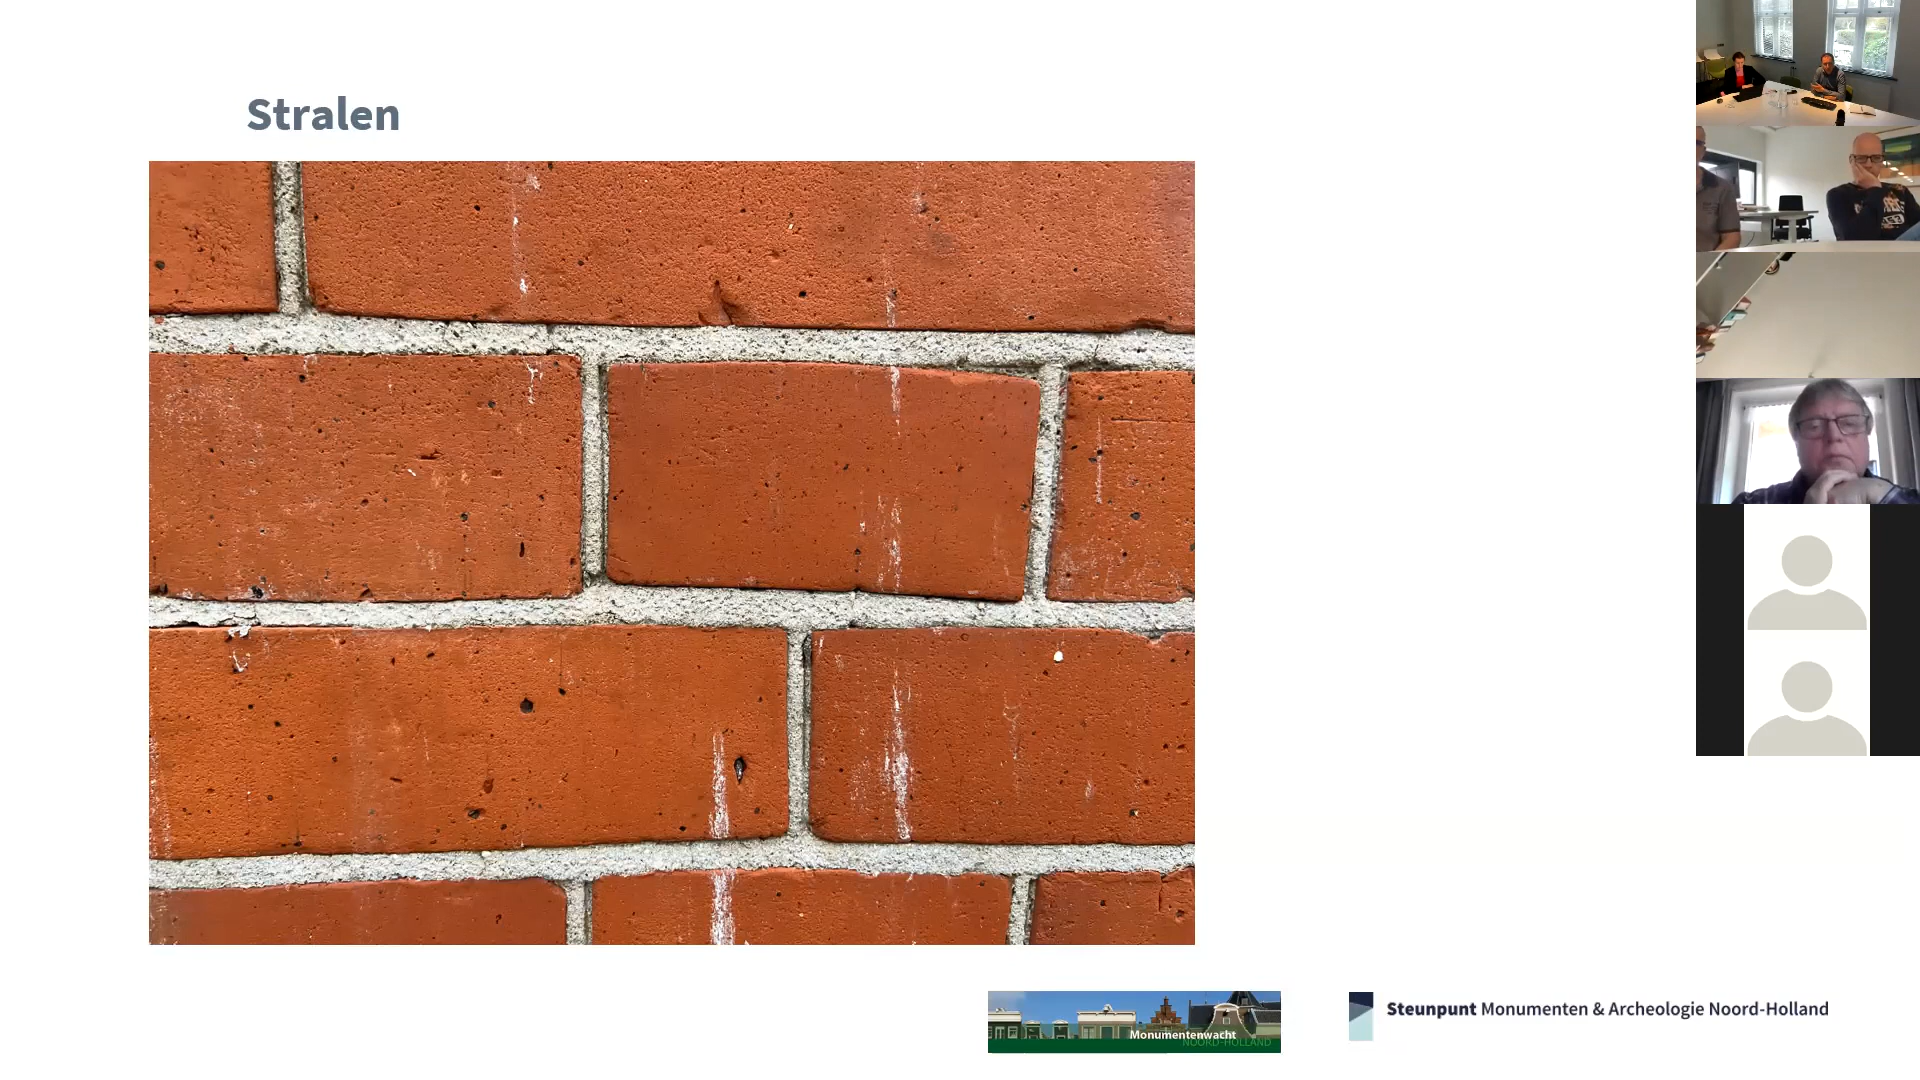 Stralen
Monumentenwacht
NOORD-HOLLAND
Steunpunt Monumenten & Archeologie Noord-Holland